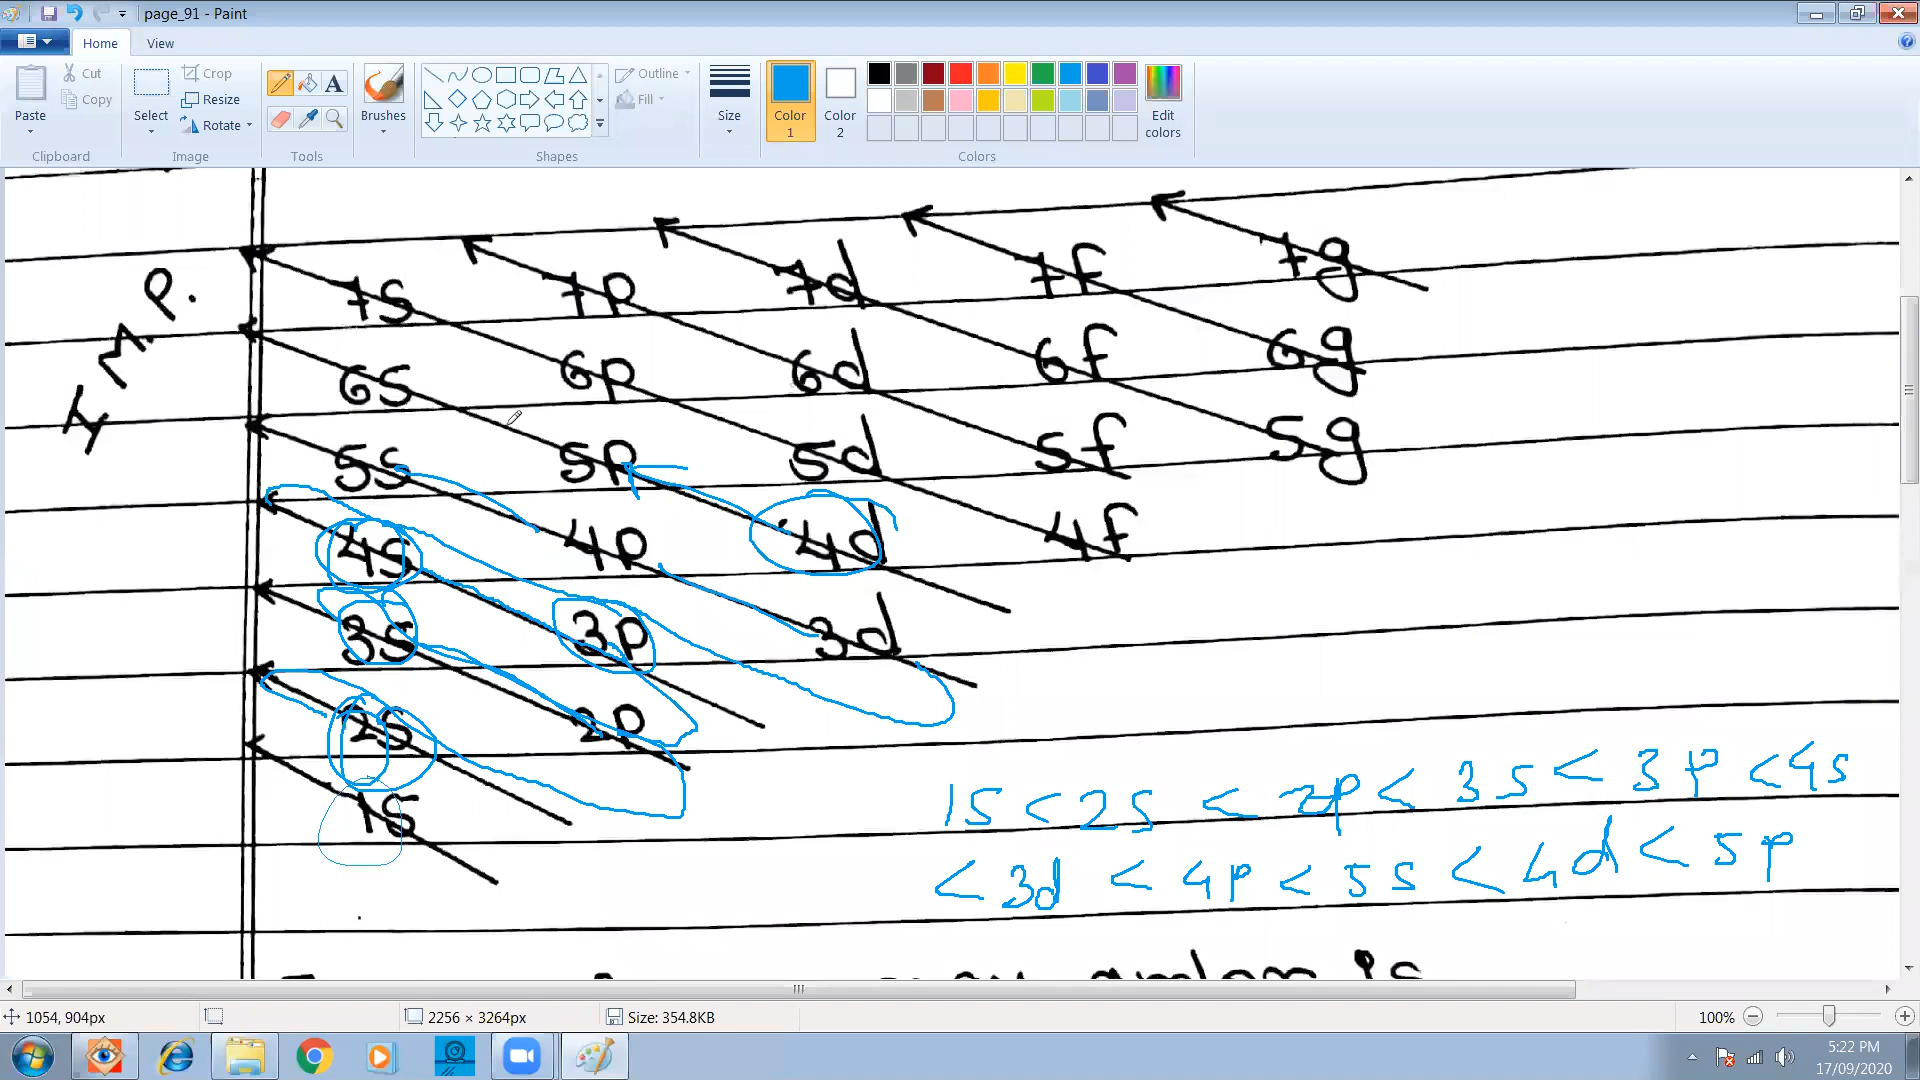 page_91 - Paint
Home View
Cut
Copy
Paste
Clipboard
Crop
Resize
Rotate
Select
Image
Tools
Brushes
Outline
Fill
Shapes
Size
Color 1
Color 2
Edit colors
Colors
IMP.
7s 7p 7d 7f 7g
6s 6p 6d 6f 6g
5s 5p 5d 5f 5g
4s 4p 4d 4f
3s 3p 3d
2s 2p
1s
1s < 2s < 2p < 3s < 3p < 4s
< 3d < 4p < 5s < 4d < 5p
1054, 904px
2256 × 3264px
Size: 354.8KB
100%
5:22 PM
17/09/2020